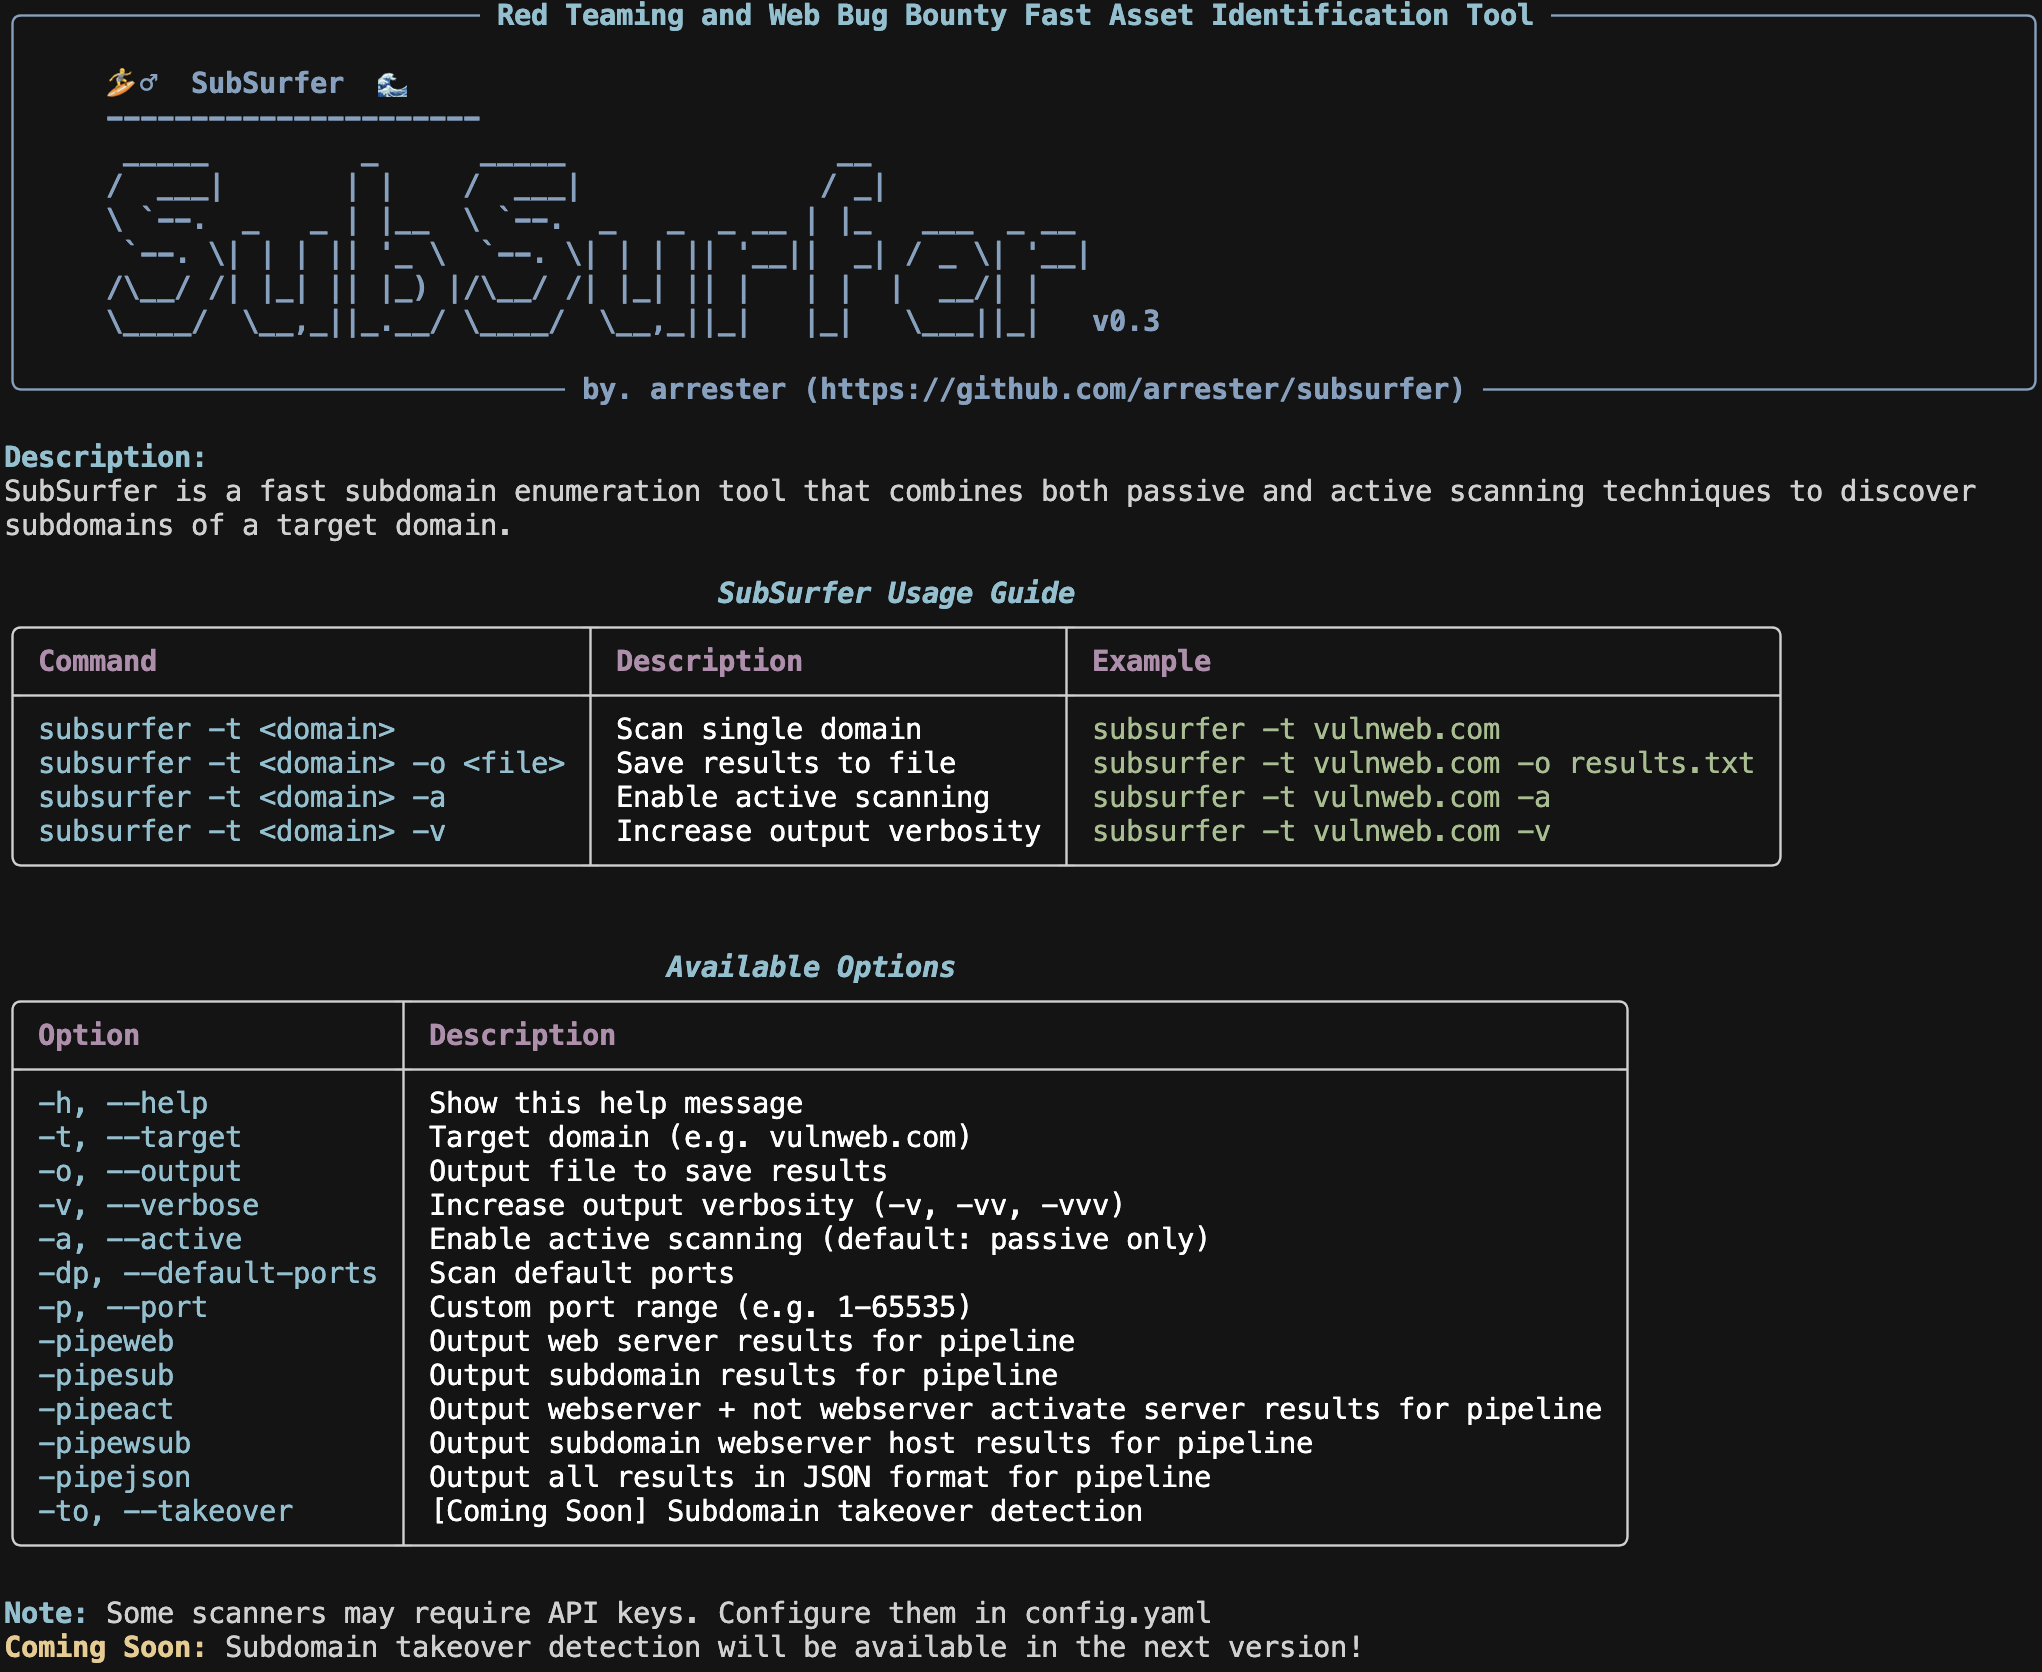 Red Teaming and Web Bug Bounty Fast Asset Identification Tool
SubSurfer
SubSurfer v0.3
by. arrester (https://github.com/arrester/subsurfer)
Description:
SubSurfer is a fast subdomain enumeration tool that combines both passive and active scanning techniques to discover
subdomains of a target domain.
SubSurfer Usage Guide
Command Description Example
subsurfer -t <domain> Scan single domain subsurfer -t vulnweb.com
subsurfer -t <domain> -o <file> Save results to file subsurfer -t vulnweb.com -o results.txt
subsurfer -t <domain> -a Enable active scanning subsurfer -t vulnweb.com -a
subsurfer -t <domain> -v Increase output verbosity subsurfer -t vulnweb.com -v
Available Options
Option Description
-h, --help Show this help message
-t, --target Target domain (e.g. vulnweb.com)
-o, --output Output file to save results
-v, --verbose Increase output verbosity (-v, -vv, -vvv)
-a, --active Enable active scanning (default: passive only)
-dp, --default-ports Scan default ports
-p, --port Custom port range (e.g. 1-65535)
-pipeweb Output web server results for pipeline
-pipesub Output subdomain results for pipeline
-pipeact Output webserver + not webserver activate server results for pipeline
-pipewsub Output subdomain webserver host results for pipeline
-pipejson Output all results in JSON format for pipeline
-to, --takeover [Coming Soon] Subdomain takeover detection
Note: Some scanners may require API keys. Configure them in config.yaml
Coming Soon: Subdomain takeover detection will be available in the next version!